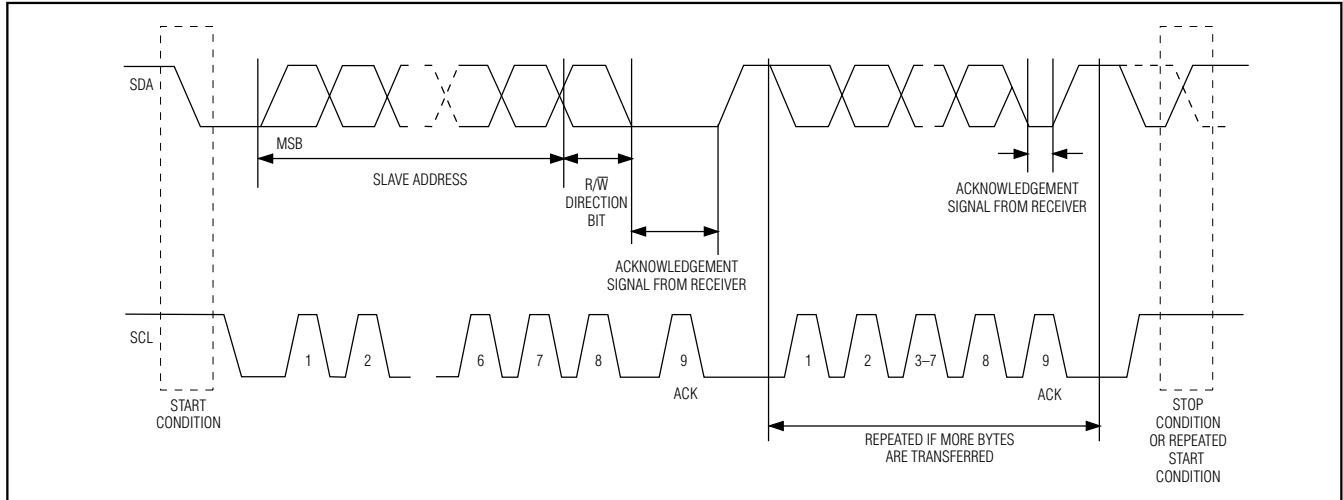 SDA
MSB
SLAVE ADDRESS
R/W̅
DIRECTION
BIT
ACKNOWLEDGEMENT
SIGNAL FROM RECEIVER
ACKNOWLEDGEMENT
SIGNAL FROM RECEIVER
SCL
1 2 6 7 8 9 1 2 3–7 8 9
ACK ACK
START
CONDITION
REPEATED IF MORE BYTES
ARE TRANSFERRED
STOP
CONDITION
OR REPEATED
START
CONDITION